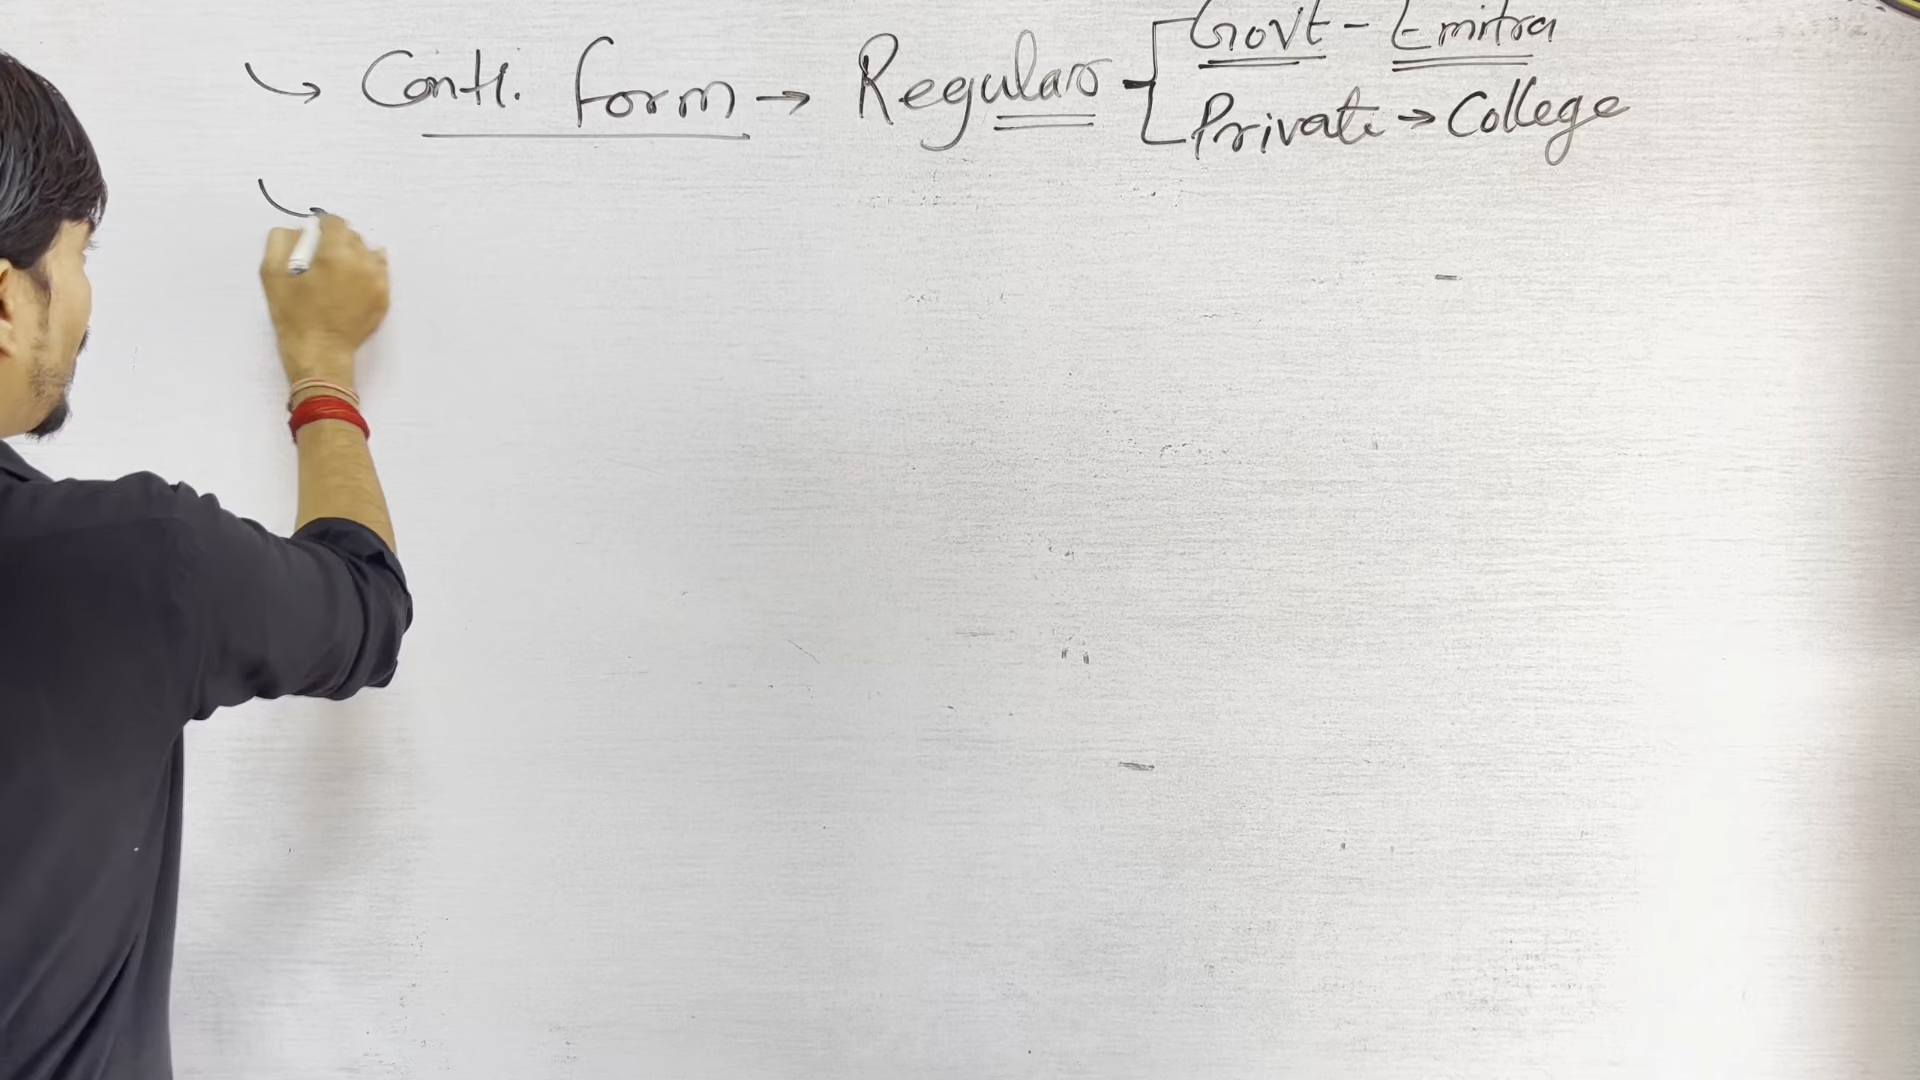 ↳ Conti. form → Regular Govt - Emitra
Private → College